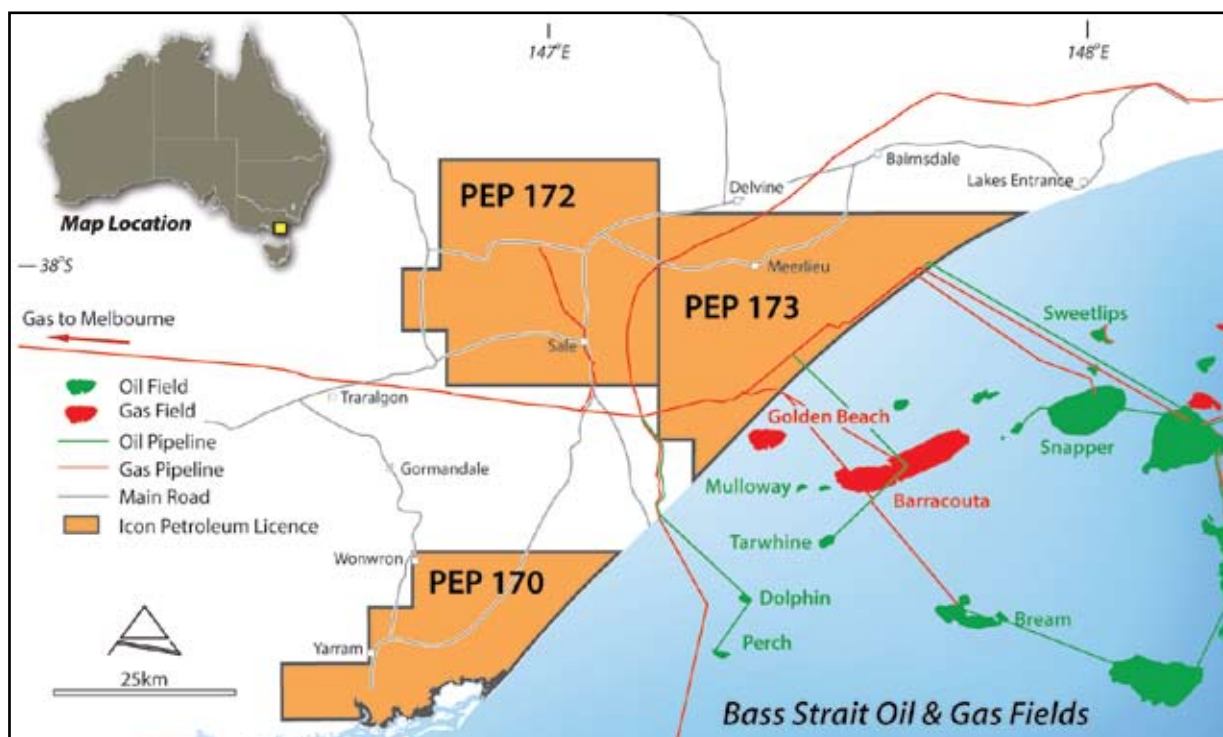 147°E
148°E
Map Location
38°S
PEP 172
Delvine
Bairnsdale
Lakes Entrance
Meerlieu
PEP 173
Gas to Melbourne
Sweetlips
Sale
Oil Field
Gas Field
Oil Pipeline
Gas Pipeline
Main Road
Icon Petroleum Licence
Traralgon
Golden Beach
Snapper
Gormandale
Mulloway
Barracouta
Tarwhine
Wonwron
PEP 170
Dolphin
Bream
Perch
Yarram
25km
Bass Strait Oil & Gas Fields